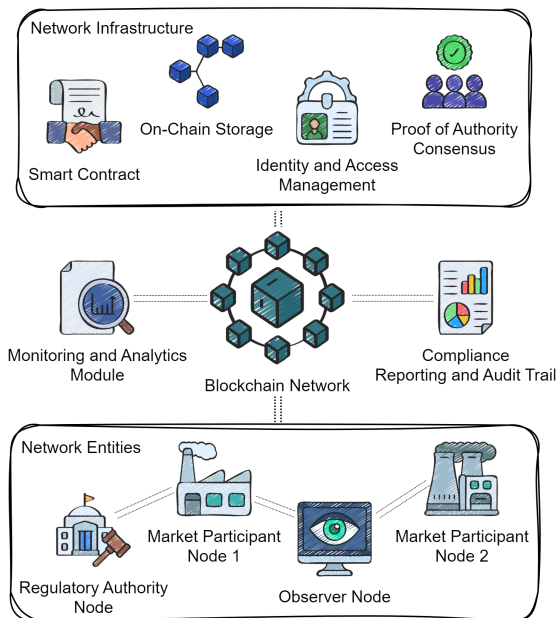 Network Infrastructure
Smart Contract
On-Chain Storage
Identity and Access
Management
Proof of Authority
Consensus
Monitoring and Analytics
Module
Blockchain Network
Compliance
Reporting and Audit Trail
Network Entities
Regulatory Authority
Node
Market Participant
Node 1
Observer Node
Market Participant
Node 2